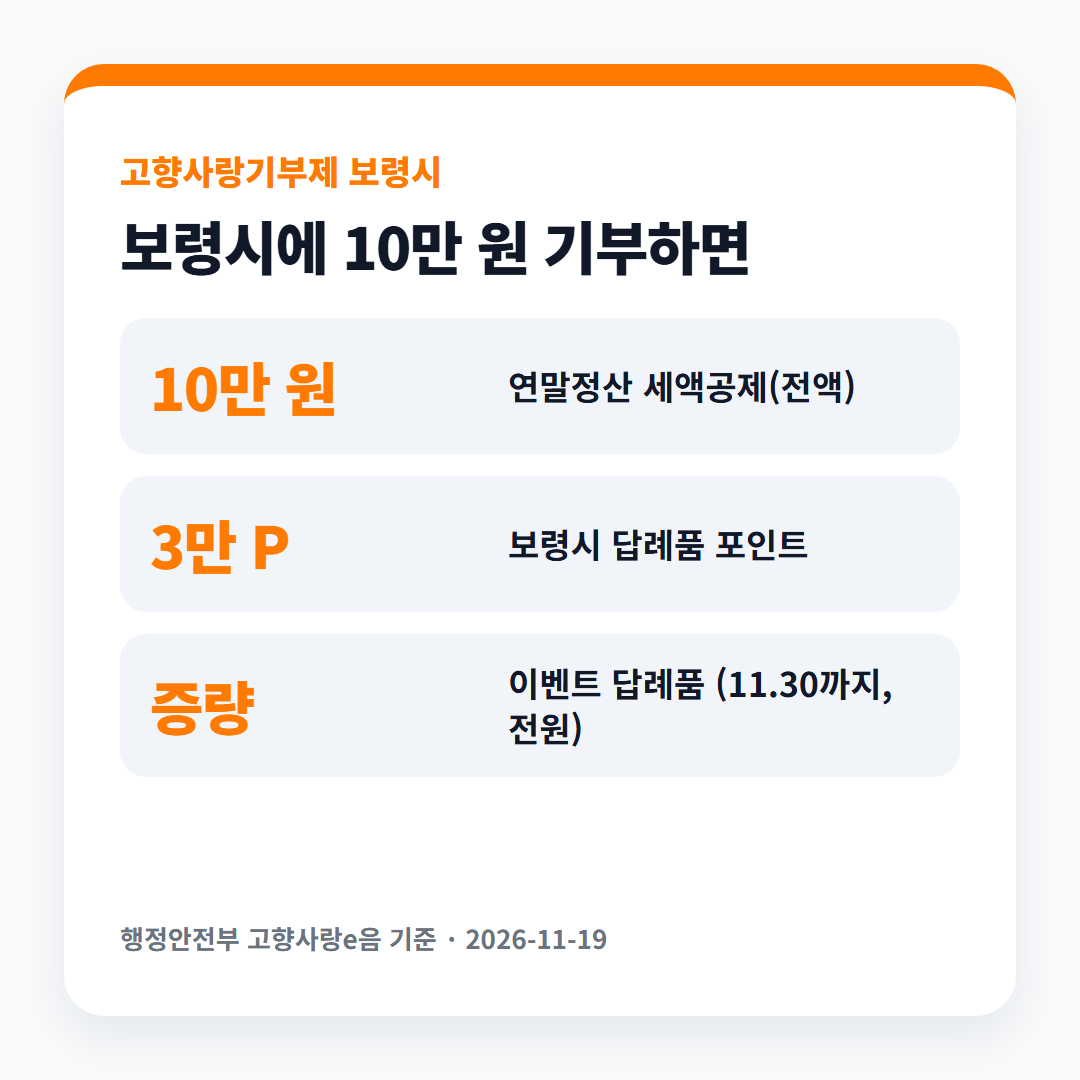 고향사랑기부제 보령시
보령시에 10만 원 기부하면
10만 원
연말정산 세액공제(전액)
3만 P
보령시 답례품 포인트
증량
이벤트 답례품 (11.30까지,
전원)
행정안전부 고향사랑e음 기준 · 2026-11-19